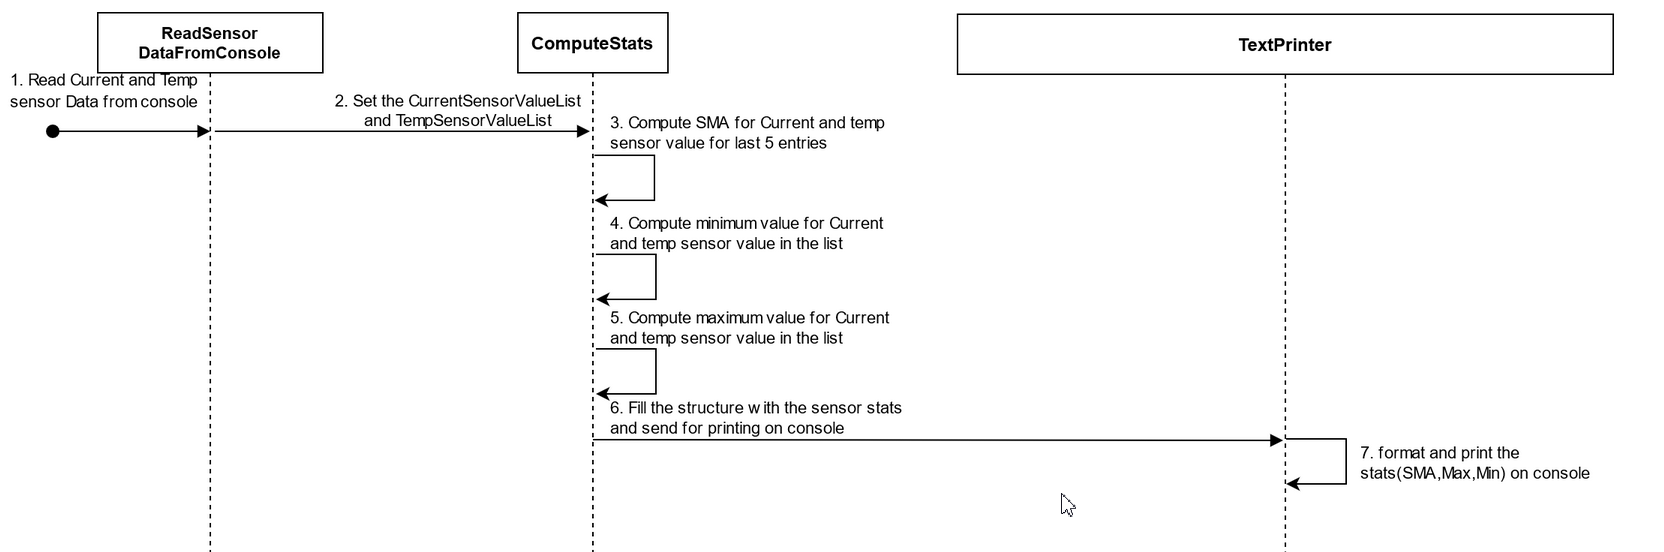 ReadSensor
DataFromConsole
ComputeStats
TextPrinter
1. Read Current and Temp
sensor Data from console
2. Set the CurrentSensorValueList
and TempSensorValueList
3. Compute SMA for Current and temp
sensor value for last 5 entries
4. Compute minimum value for Current
and temp sensor value in the list
5. Compute maximum value for Current
and temp sensor value in the list
6. Fill the structure with the sensor stats
and send for printing on console
7. format and print the
stats(SMA,Max,Min) on console